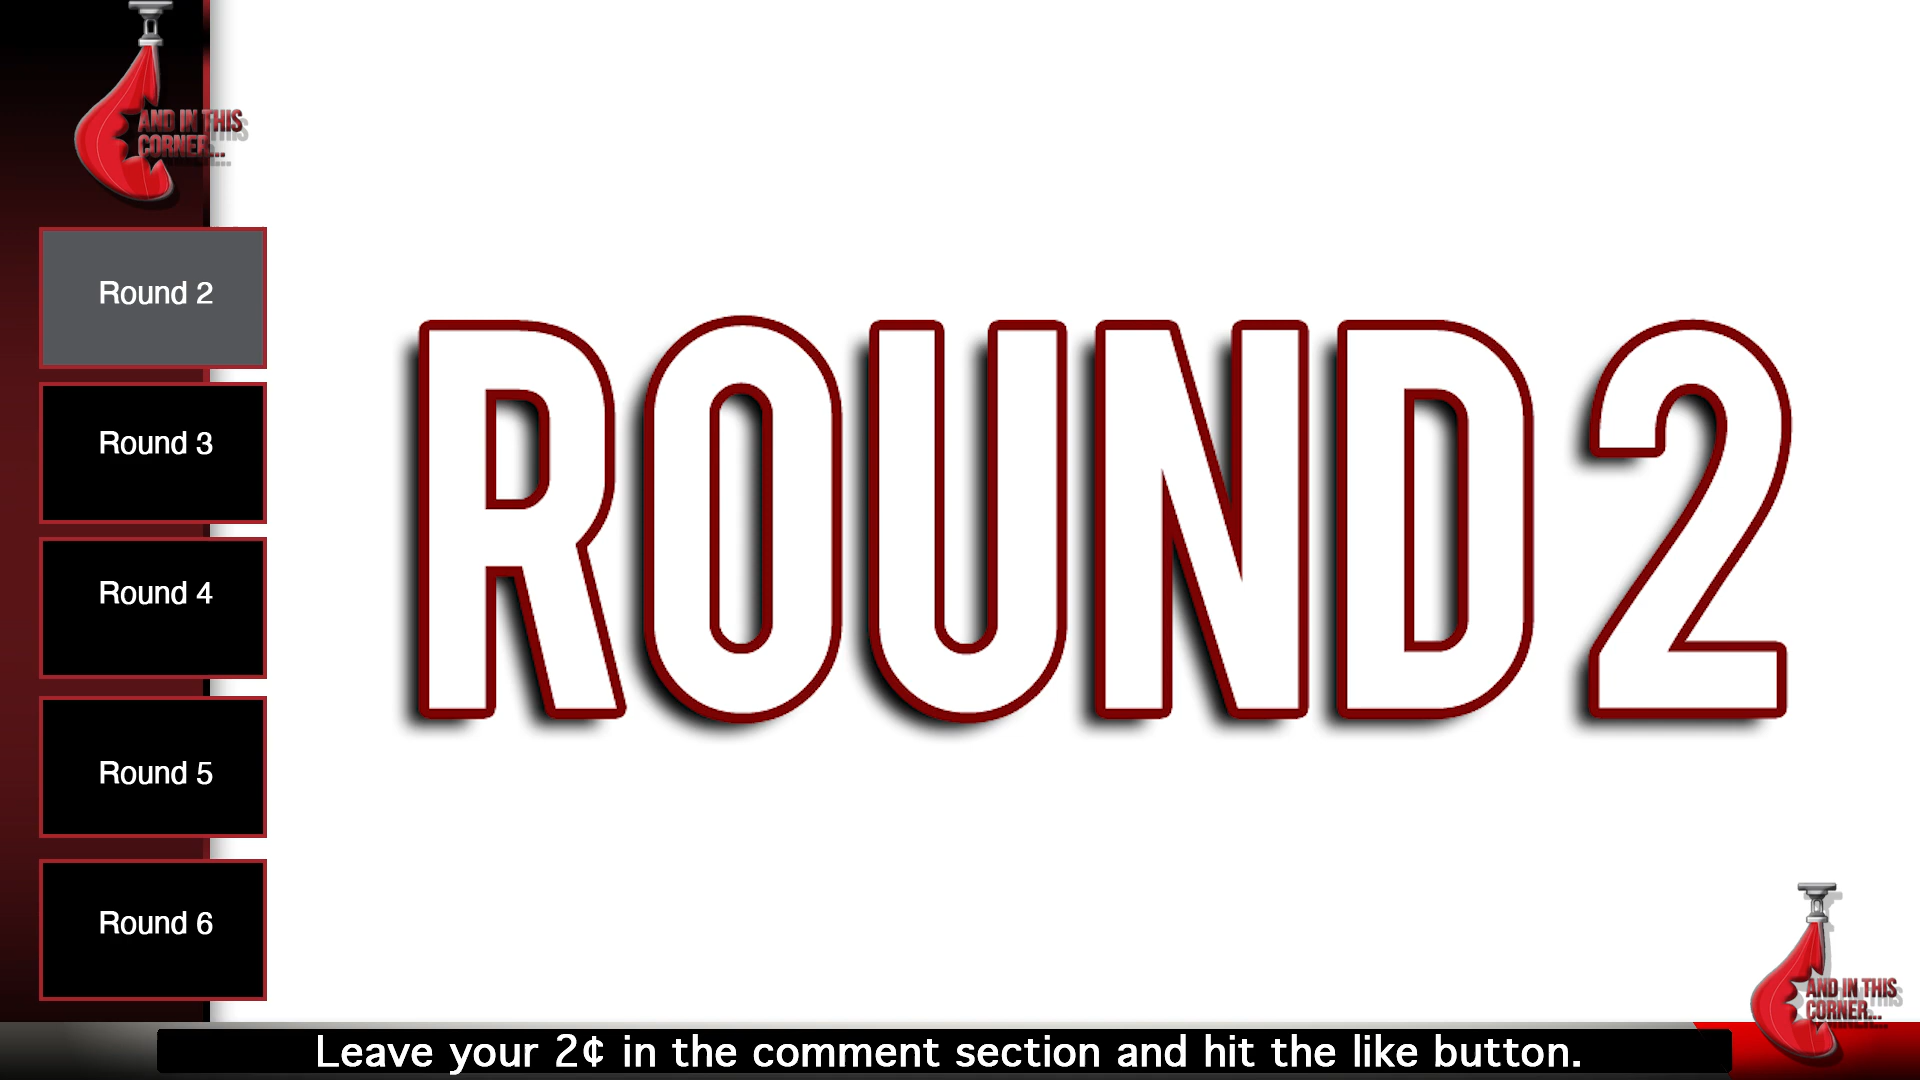 AND IN THIS
CORNER...
Round 2
Round 3
Round 4
Round 5
Round 6
ROUND 2
AND IN THIS
CORNER...
Leave your 2¢ in the comment section and hit the like button.